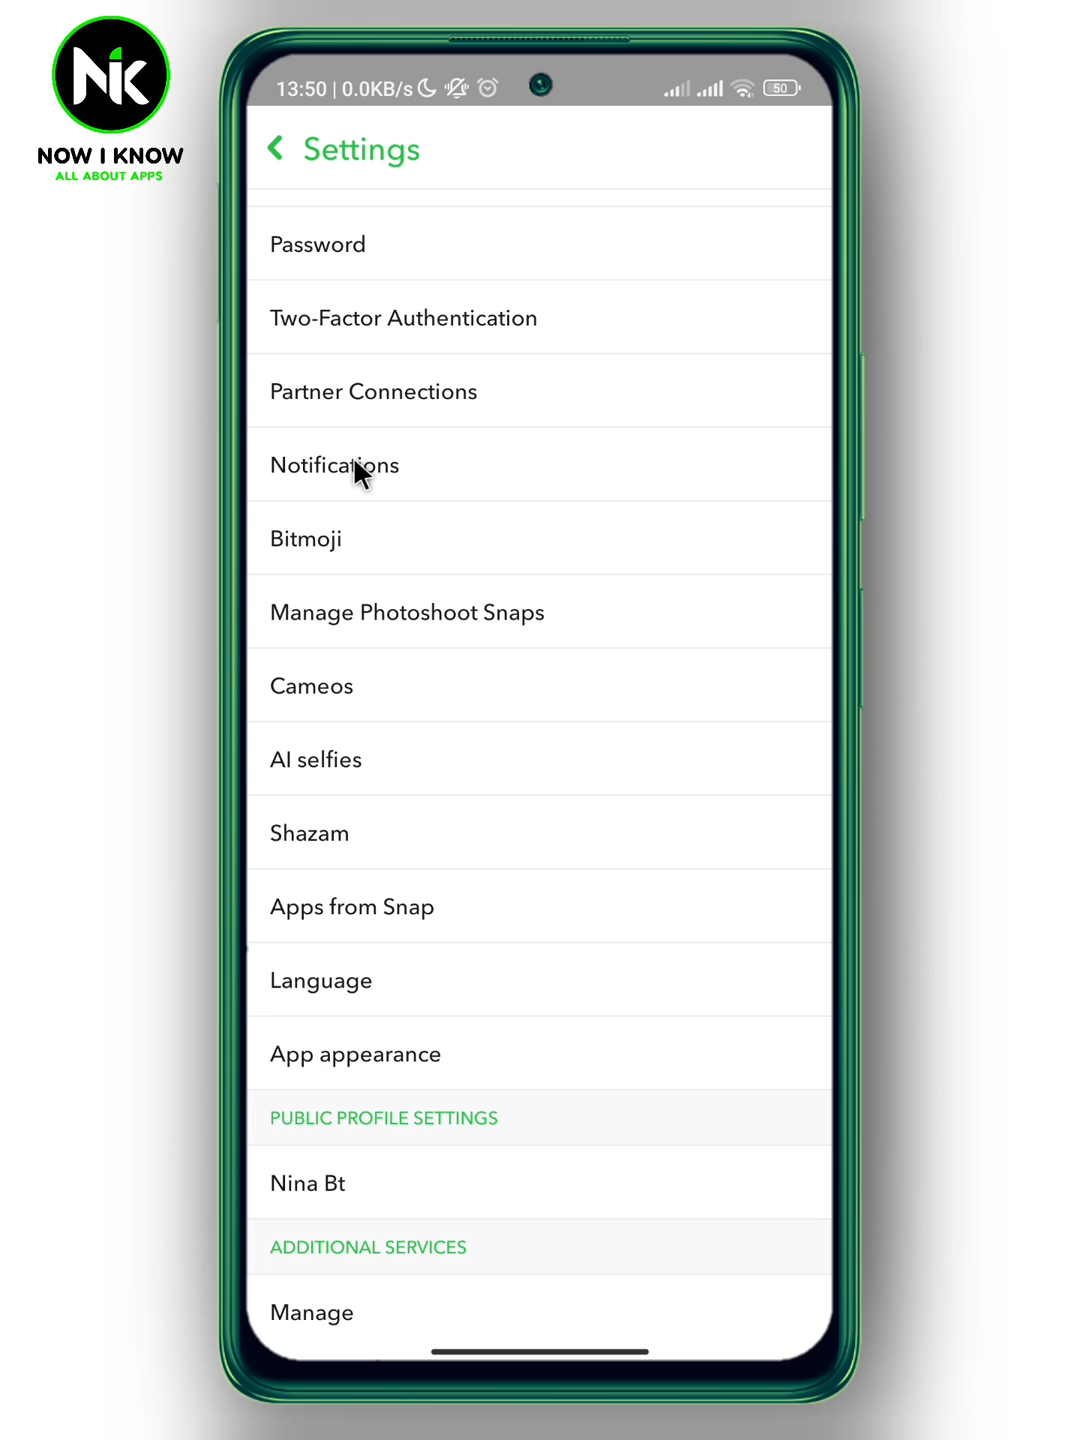 NiK
NOW I KNOW
ALL ABOUT APPS
13:50 | 0.0KB/s
50
Settings
Password
Two-Factor Authentication
Partner Connections
Notifications
Bitmoji
Manage Photoshoot Snaps
Cameos
AI selfies
Shazam
Apps from Snap
Language
App appearance
PUBLIC PROFILE SETTINGS
Nina Bt
ADDITIONAL SERVICES
Manage